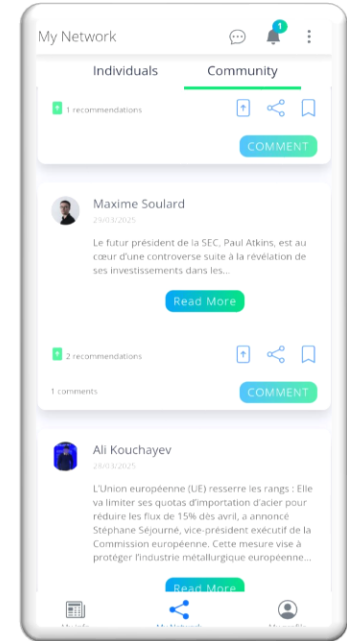 My Network
1
Individuals
Community
1 recommendations
COMMENT
Maxime Soulard
29/03/2025
Le futur président de la SEC, Paul Atkins, est au
cœur d'une controverse suite à la révélation de
ses investissements dans les...
Read More
2 recommendations
1 comments
COMMENT
Ali Kouchayev
28/03/2025
L'Union européenne (UE) resserre les rangs : Elle
va limiter ses quotas d'importation d'acier pour
réduire les flux de 15% dès avril, a annoncé
Stéphane Séjourné, vice-président exécutif de la
Commission européenne. Cette mesure vise à
protéger l'industrie métallurgique européenne...
Read More